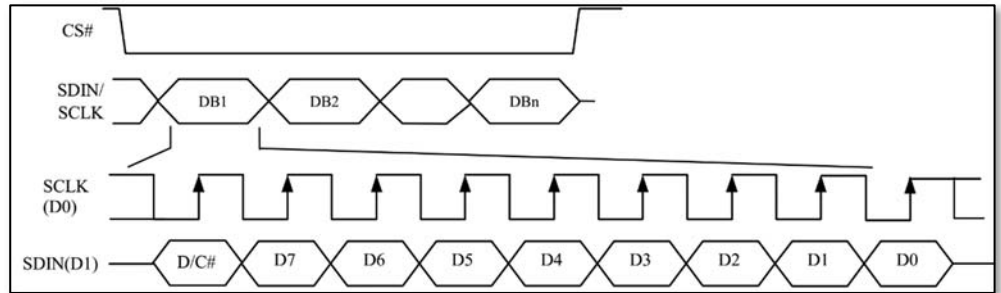 CS#
SDIN/
SCLK
DB1 DB2 DBn
SCLK
(D0)
SDIN(D1) D/C# D7 D6 D5 D4 D3 D2 D1 D0